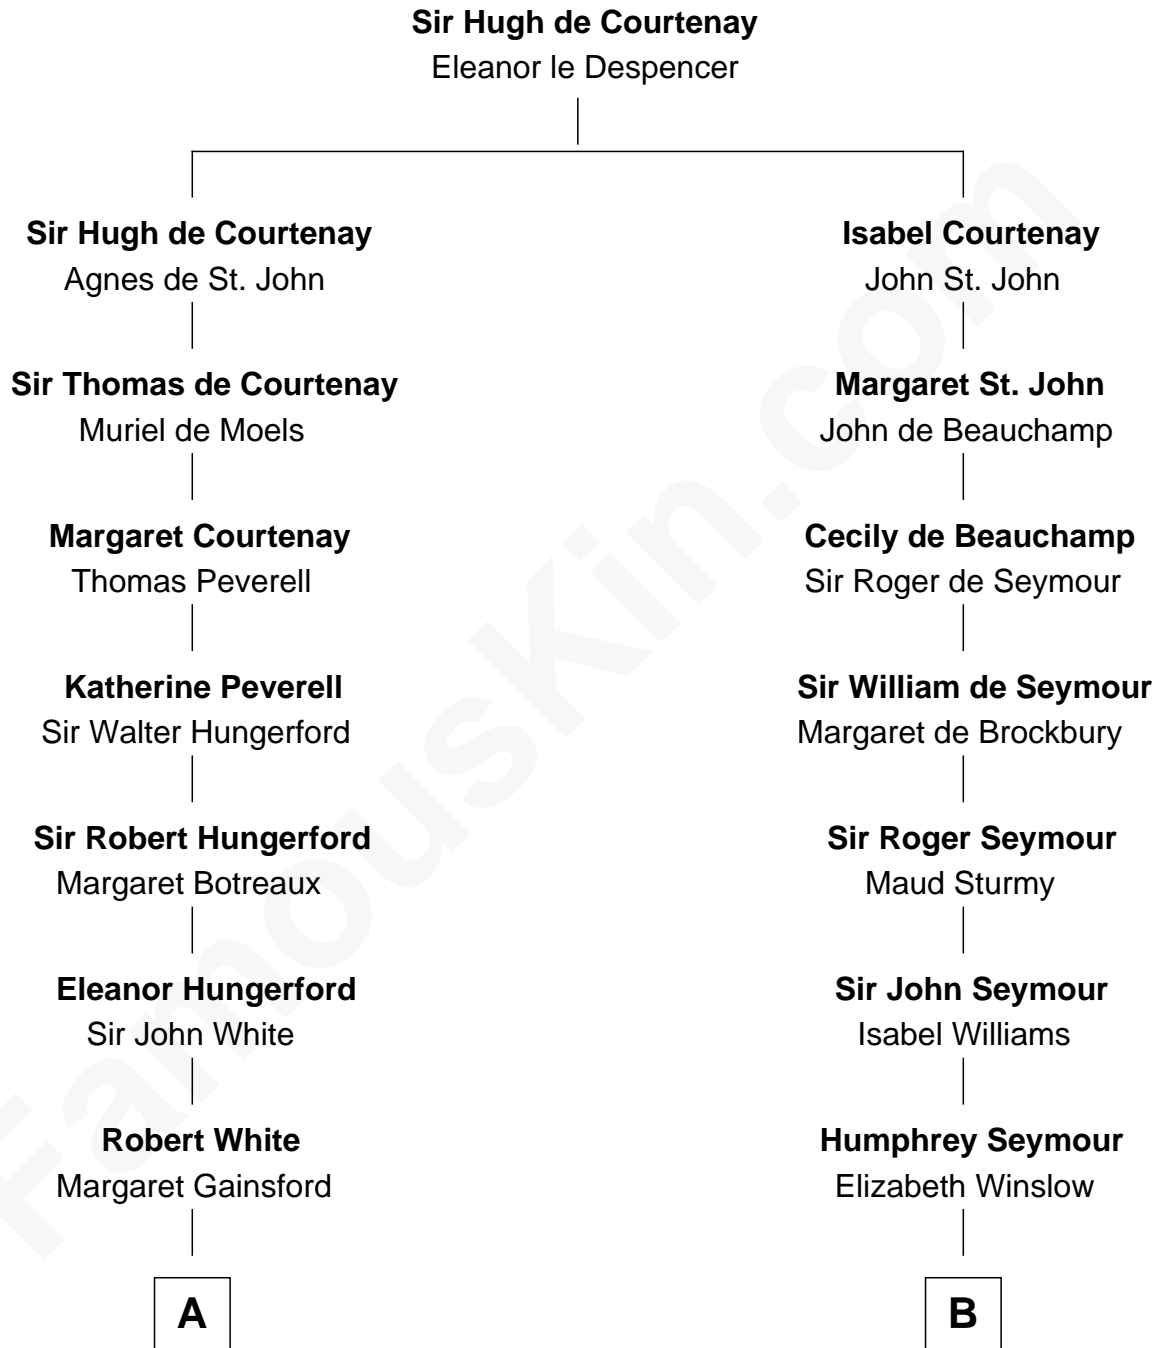 Sir Hugh de Courtenay
Eleanor le Despencer
Sir Hugh de Courtenay
Agnes de St. John
Isabel Courtenay
John St. John
Sir Thomas de Courtenay
Muriel de Moels
Margaret St. John
John de Beauchamp
Margaret Courtenay
Thomas Peverell
Cecily de Beauchamp
Sir Roger de Seymour
Katherine Peverell
Sir Walter Hungerford
Sir William de Seymour
Margaret de Brockbury
Sir Robert Hungerford
Margaret Botreaux
Sir Roger Seymour
Maud Sturmy
Eleanor Hungerford
Sir John White
Sir John Seymour
Isabel Williams
Robert White
Margaret Gainsford
Humphrey Seymour
Elizabeth Winslow
A
B
FamousKin.com